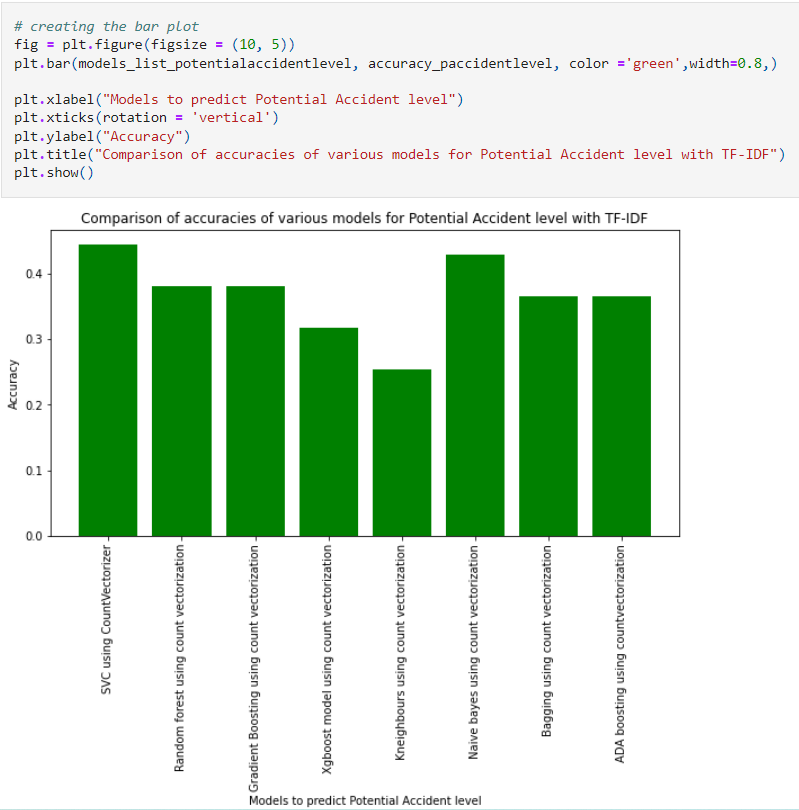 # creating the bar plot
fig = plt.figure(figsize = (10, 5))
plt.bar(models_list_potentialaccidentlevel, accuracy_paccidentlevel, color ='green',width=0.8,)
plt.xlabel("Models to predict Potential Accident level")
plt.xticks(rotation = 'vertical')
plt.ylabel("Accuracy")
plt.title("Comparison of accuracies of various models for Potential Accident level with TF-IDF")
plt.show()
Comparison of accuracies of various models for Potential Accident level with TF-IDF
Accuracy
0.4
0.3
0.2
0.1
0.0
SVC using CountVectorizer
Random forest using count vectorization
Gradient Boosting using count vectorization
Xgboost model using count vectorization
Kneighbours using count vectorization
Naive bayes using count vectorization
Bagging using count vectorization
ADA boosting using countvectorization
Models to predict Potential Accident level